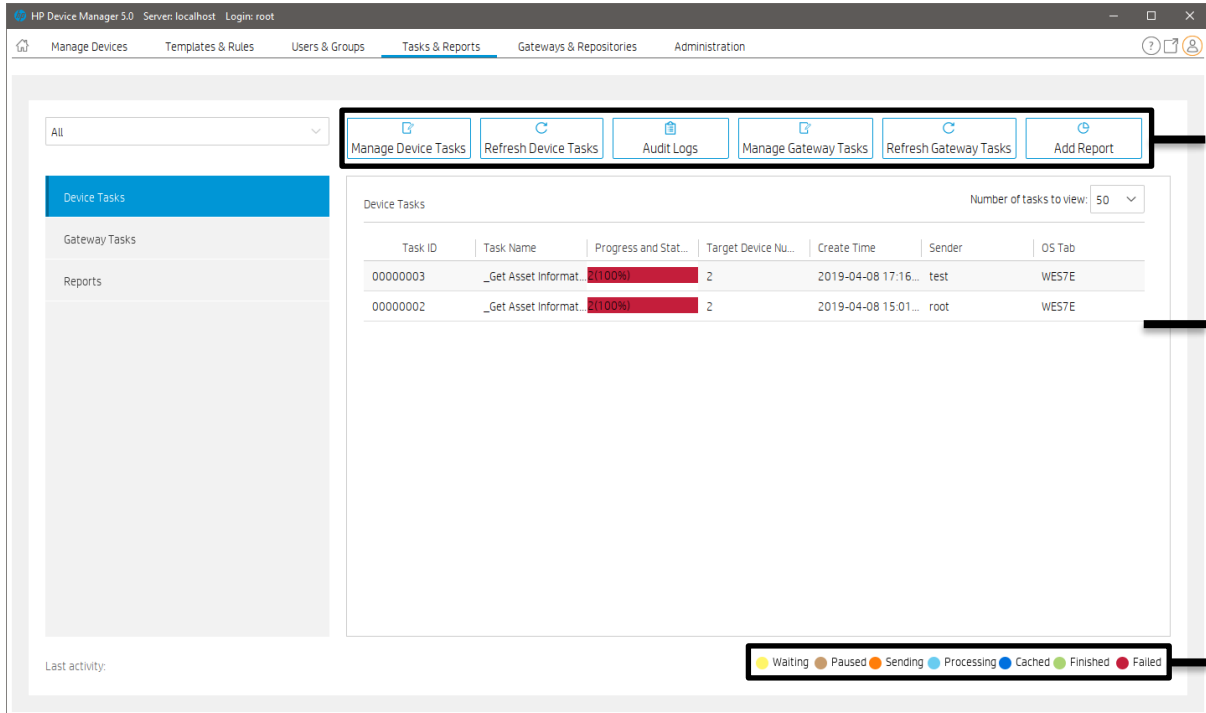 HP Device Manager 5.0 Server: localhost Login: root
Manage Devices Templates & Rules Users & Groups Tasks & Reports Gateways & Repositories Administration
All
Manage Device Tasks Refresh Device Tasks Audit Logs Manage Gateway Tasks Refresh Gateway Tasks Add Report
Device Tasks
Gateway Tasks
Reports
Device Tasks Number of tasks to view: 50
Task ID Task Name Progress and Stat... Target Device Nu... Create Time Sender OS Tab
00000003 _Get Asset Informat... 2(100%) 2 2019-04-08 17:16... test WES7E
00000002 _Get Asset Informat... 2(100%) 2 2019-04-08 15:01... root WES7E
Last activity:
Waiting Paused Sending Processing Cached Finished Failed